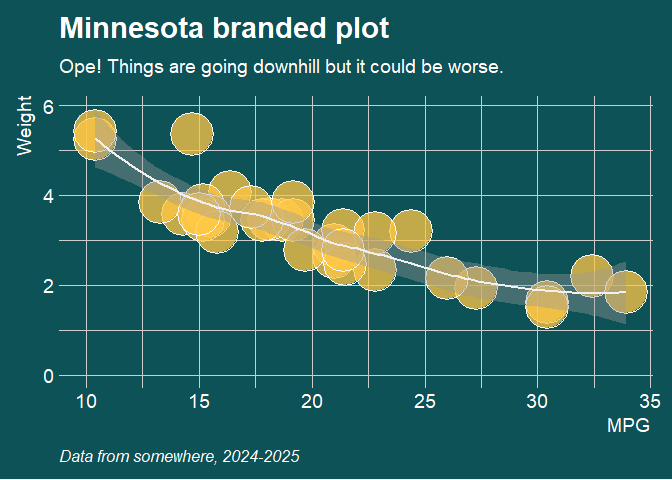 Minnesota branded plot
Ope! Things are going downhill but it could be worse.
Weight
6
4
2
0
10 15 20 25 30 35
MPG
Data from somewhere, 2024-2025